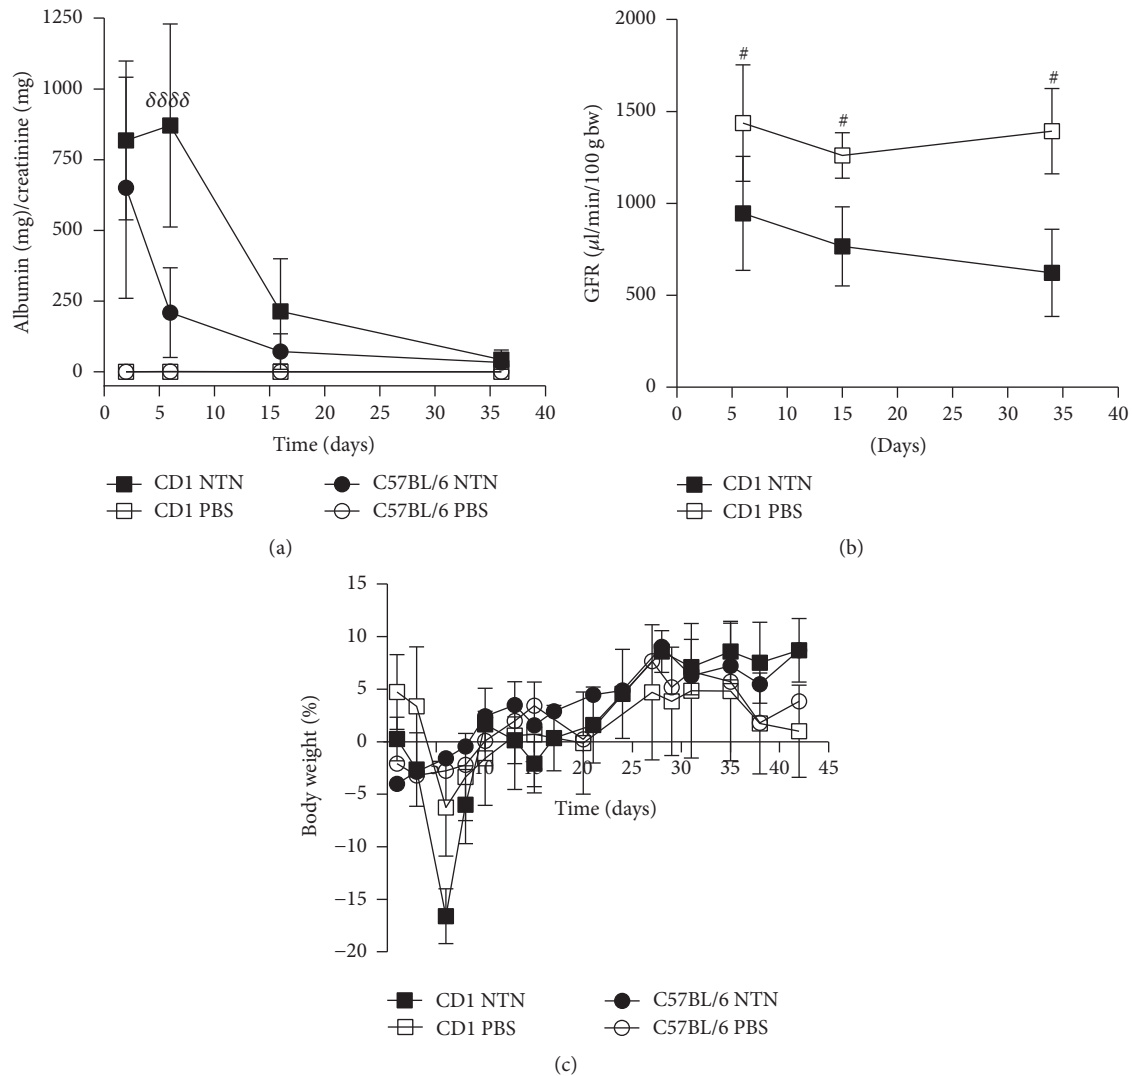 1250
1000
750
500
250
0
Albumin (mg)/creatinine (mg)
δδδδ
0 5 10 15 20 25 30 35 40
Time (days)
CD1 NTN
CD1 PBS
C57BL/6 NTN
C57BL/6 PBS
(a)
2000
1500
1000
500
0
GFR (μl/min/100 g bw)
# # #
0 5 10 15 20 25 30 35 40
(Days)
CD1 NTN
CD1 PBS
(b)
15
10
5
0
−5
−10
−15
−20
Body weight (%)
10 15 20 25 30 35 40 45
Time (days)
CD1 NTN
CD1 PBS
C57BL/6 NTN
C57BL/6 PBS
(c)